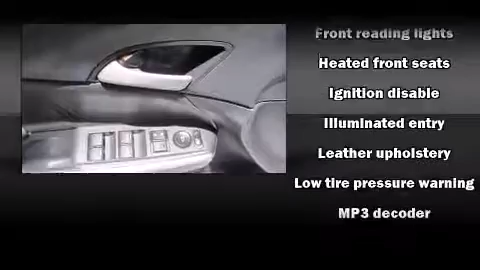 Front reading lights
Heated front seats
Ignition disable
Illuminated entry
Leather upholstery
Low tire pressure warning
MP3 decoder